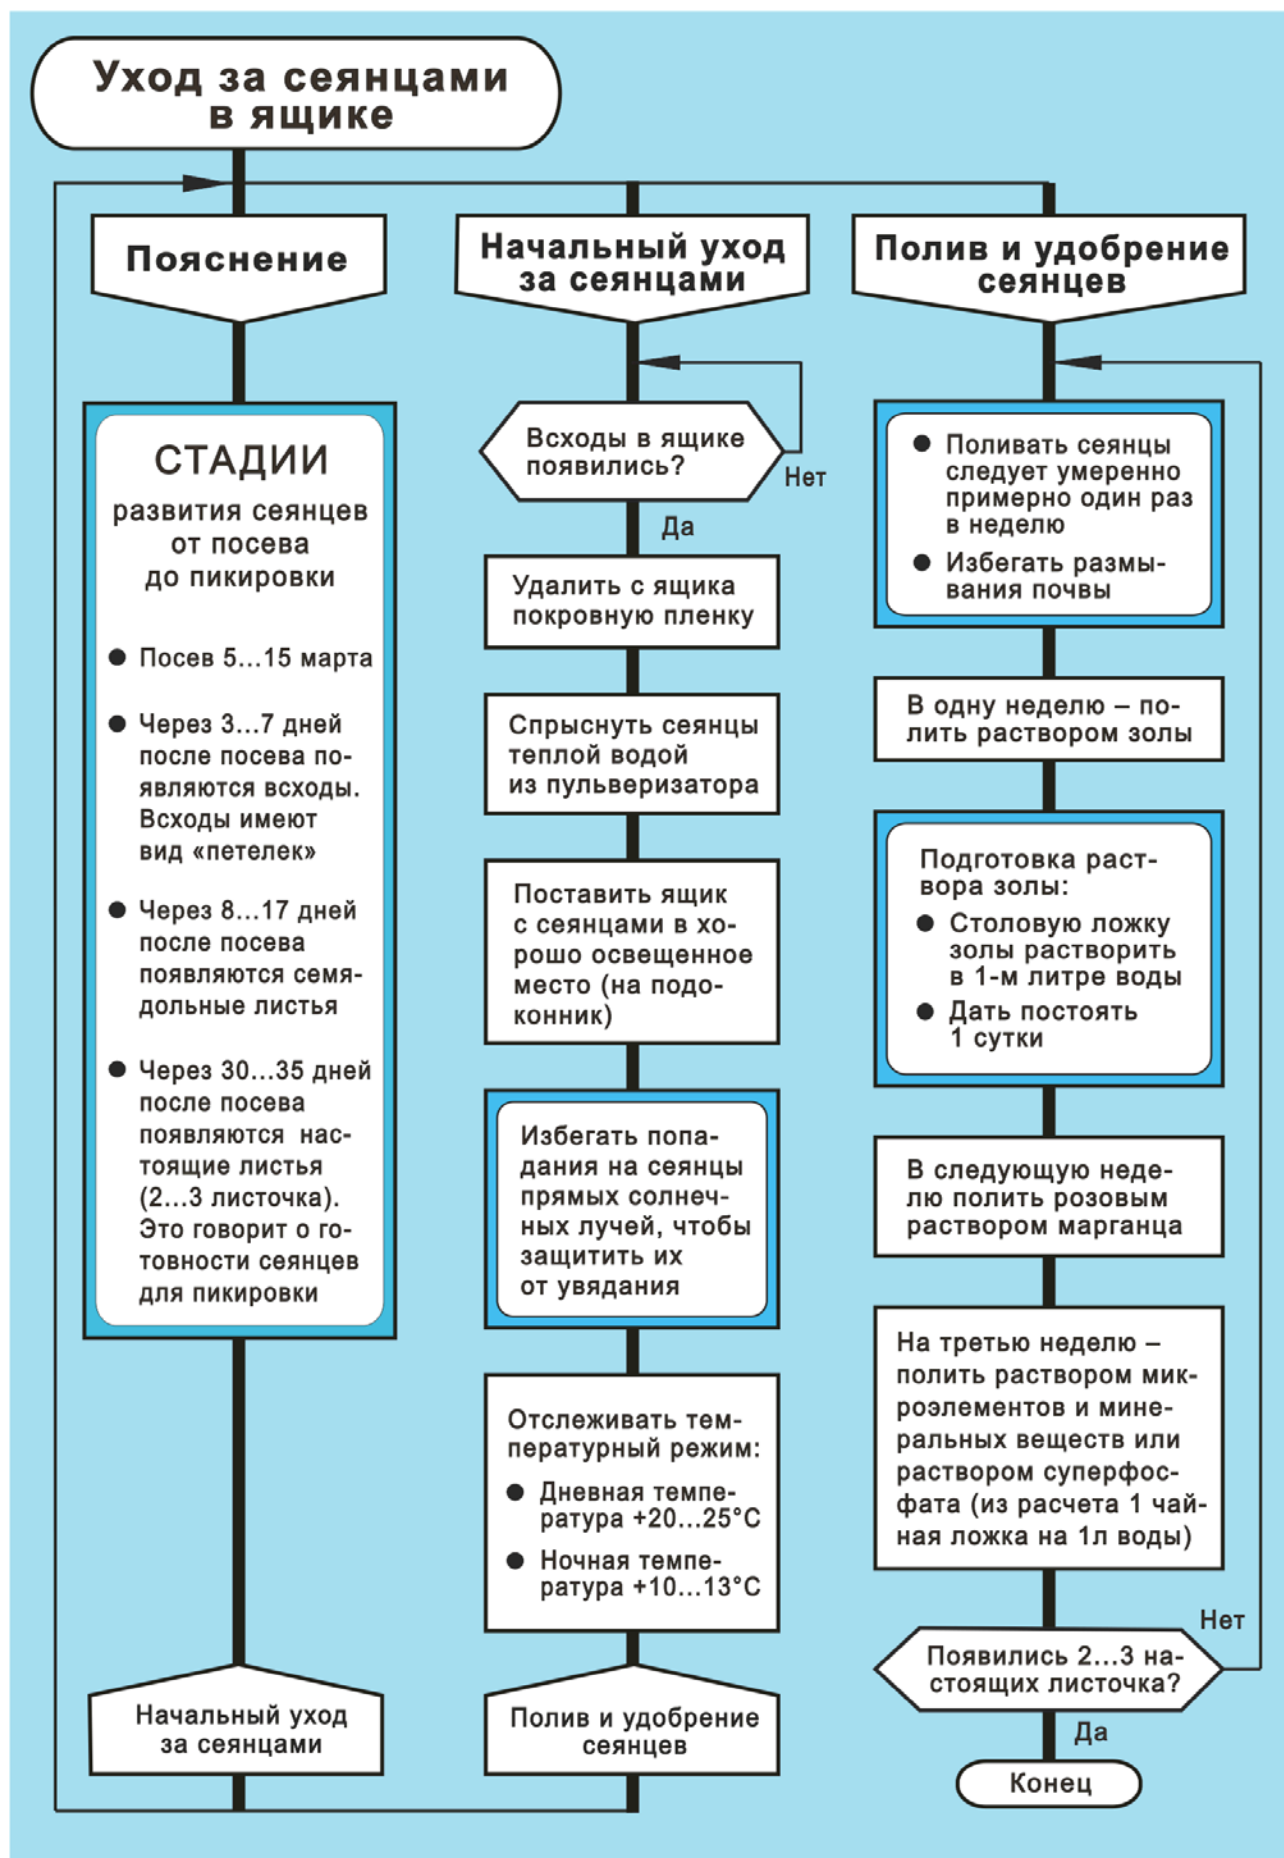 Уход за сеянцами
в ящике
Пояснение
СТАДИИ
развития сеянцев
от посева
до пикировки
● Посев 5...15 марта
● Через 3...7 дней
после посева по-
являются всходы.
Всходы имеют
вид «петелек»
● Через 8...17 дней
после посева
появляются семя-
дольные листья
● Через 30...35 дней
после посева
появляются нас-
тоящие листья
(2...3 листочка).
Это говорит о го-
товности сеянцев
для пикировки
Начальный уход
за сеянцами
Начальный уход
за сеянцами
Всходы в ящике
появились?
Нет
Да
Удалить с ящика
покровную пленку
Спрыснуть сеянцы
теплой водой
из пульверизатора
Поставить ящик
с сеянцами в хо-
рошо освещенное
место (на подо-
конник)
Избегать попа-
дания на сеянцы
прямых солнеч-
ных лучей, чтобы
защитить их
от увядания
Отслеживать тем-
пературный режим:
● Дневная темпе-
ратура +20...25°С
● Ночная темпе-
ратура +10...13°С
Полив и удобрение
сеянцев
Полив и удобрение
сеянцев
● Поливать сеянцы
следует умеренно
примерно один раз
в неделю
● Избегать размы-
вания почвы
В одну неделю – по-
лить раствором золы
Подготовка раст-
вора золы:
● Столовую ложку
золы растворить
в 1-м литре воды
● Дать постоять
1 сутки
В следующую неде-
лю полить розовым
раствором марганца
На третью неделю –
полить раствором мик-
роэлементов и мине-
ральных веществ или
раствором суперфос-
фата (из расчета 1 чай-
ная ложка на 1л воды)
Появились 2...3 на-
стоящих листочка?
Нет
Да
Конец